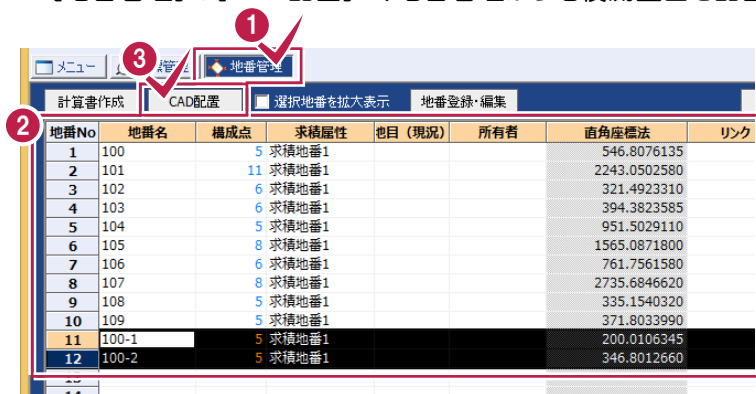 1
メニュー 管理 地番管理
3
計算書作成 CAD配置 選択地番を拡大表示 地番登録・編集
2
地番No 地番名 構成点 求積属性 地目（現況） 所有者 直角座標法 リンク
1 100 5 求積地番1 546.8076135
2 101 11 求積地番1 2243.0502580
3 102 6 求積地番1 321.4923310
4 103 6 求積地番1 394.3823585
5 104 5 求積地番1 951.5029110
6 105 8 求積地番1 1565.0871800
7 106 6 求積地番1 761.7561580
8 107 8 求積地番1 2735.6846620
9 108 5 求積地番1 335.1540320
10 109 5 求積地番1 371.8033990
11 100-1 5 求積地番1 200.0106345
12 100-2 5 求積地番1 346.8012660